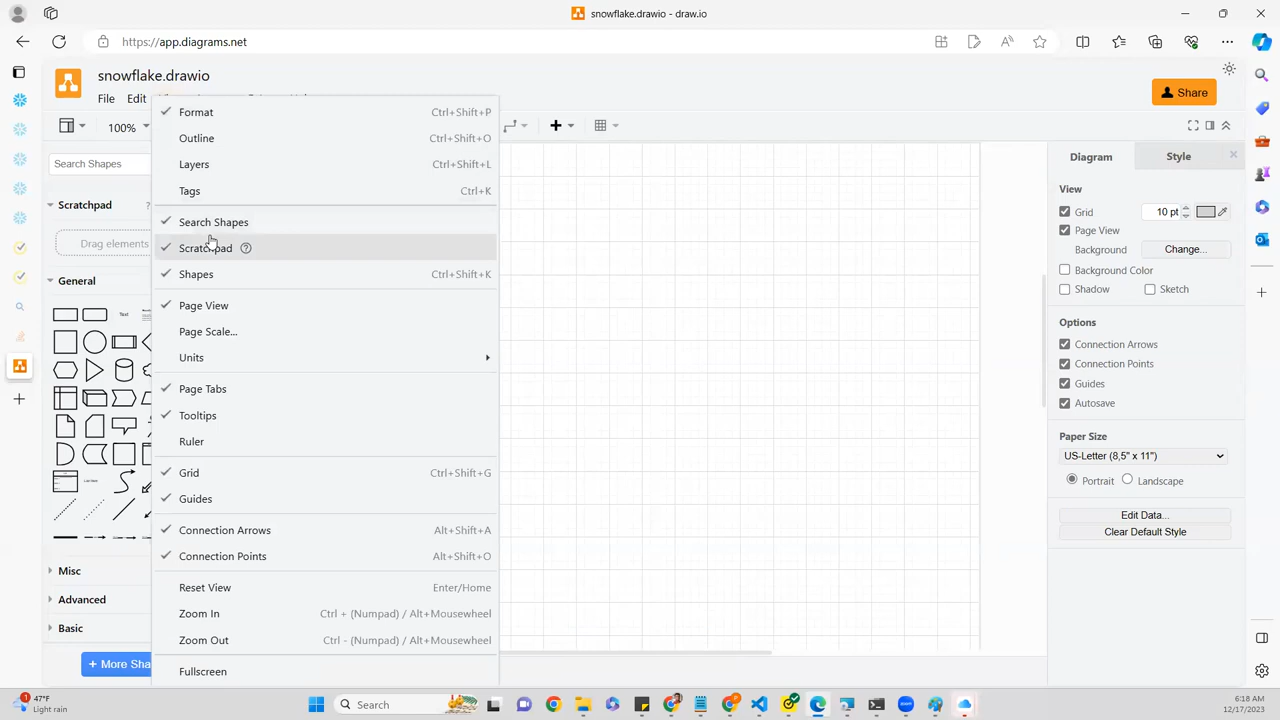 snowflake.drawio - draw.io
https://app.diagrams.net
snowflake.drawio
File Edit
Share
100%
Search Shapes
Scratchpad ?
Drag elements
General
Text
Misc
Advanced
Basic
+ More Sha
Format Ctrl+Shift+P
Outline Ctrl+Shift+O
Layers Ctrl+Shift+L
Tags Ctrl+K
Search Shapes
Scratchpad ?
Shapes Ctrl+Shift+K
Page View
Page Scale...
Units
Page Tabs
Tooltips
Ruler
Grid Ctrl+Shift+G
Guides
Connection Arrows Alt+Shift+A
Connection Points Alt+Shift+O
Reset View Enter/Home
Zoom In Ctrl + (Numpad) / Alt+Mousewheel
Zoom Out Ctrl - (Numpad) / Alt+Mousewheel
Fullscreen
Diagram Style
View
Grid 10 pt
Page View
Background Change...
Background Color
Shadow Sketch
Options
Connection Arrows
Connection Points
Guides
Autosave
Paper Size
US-Letter (8,5" x 11")
Portrait Landscape
Edit Data...
Clear Default Style
1
47°F
Light rain
Search
6:18 AM
12/17/2023